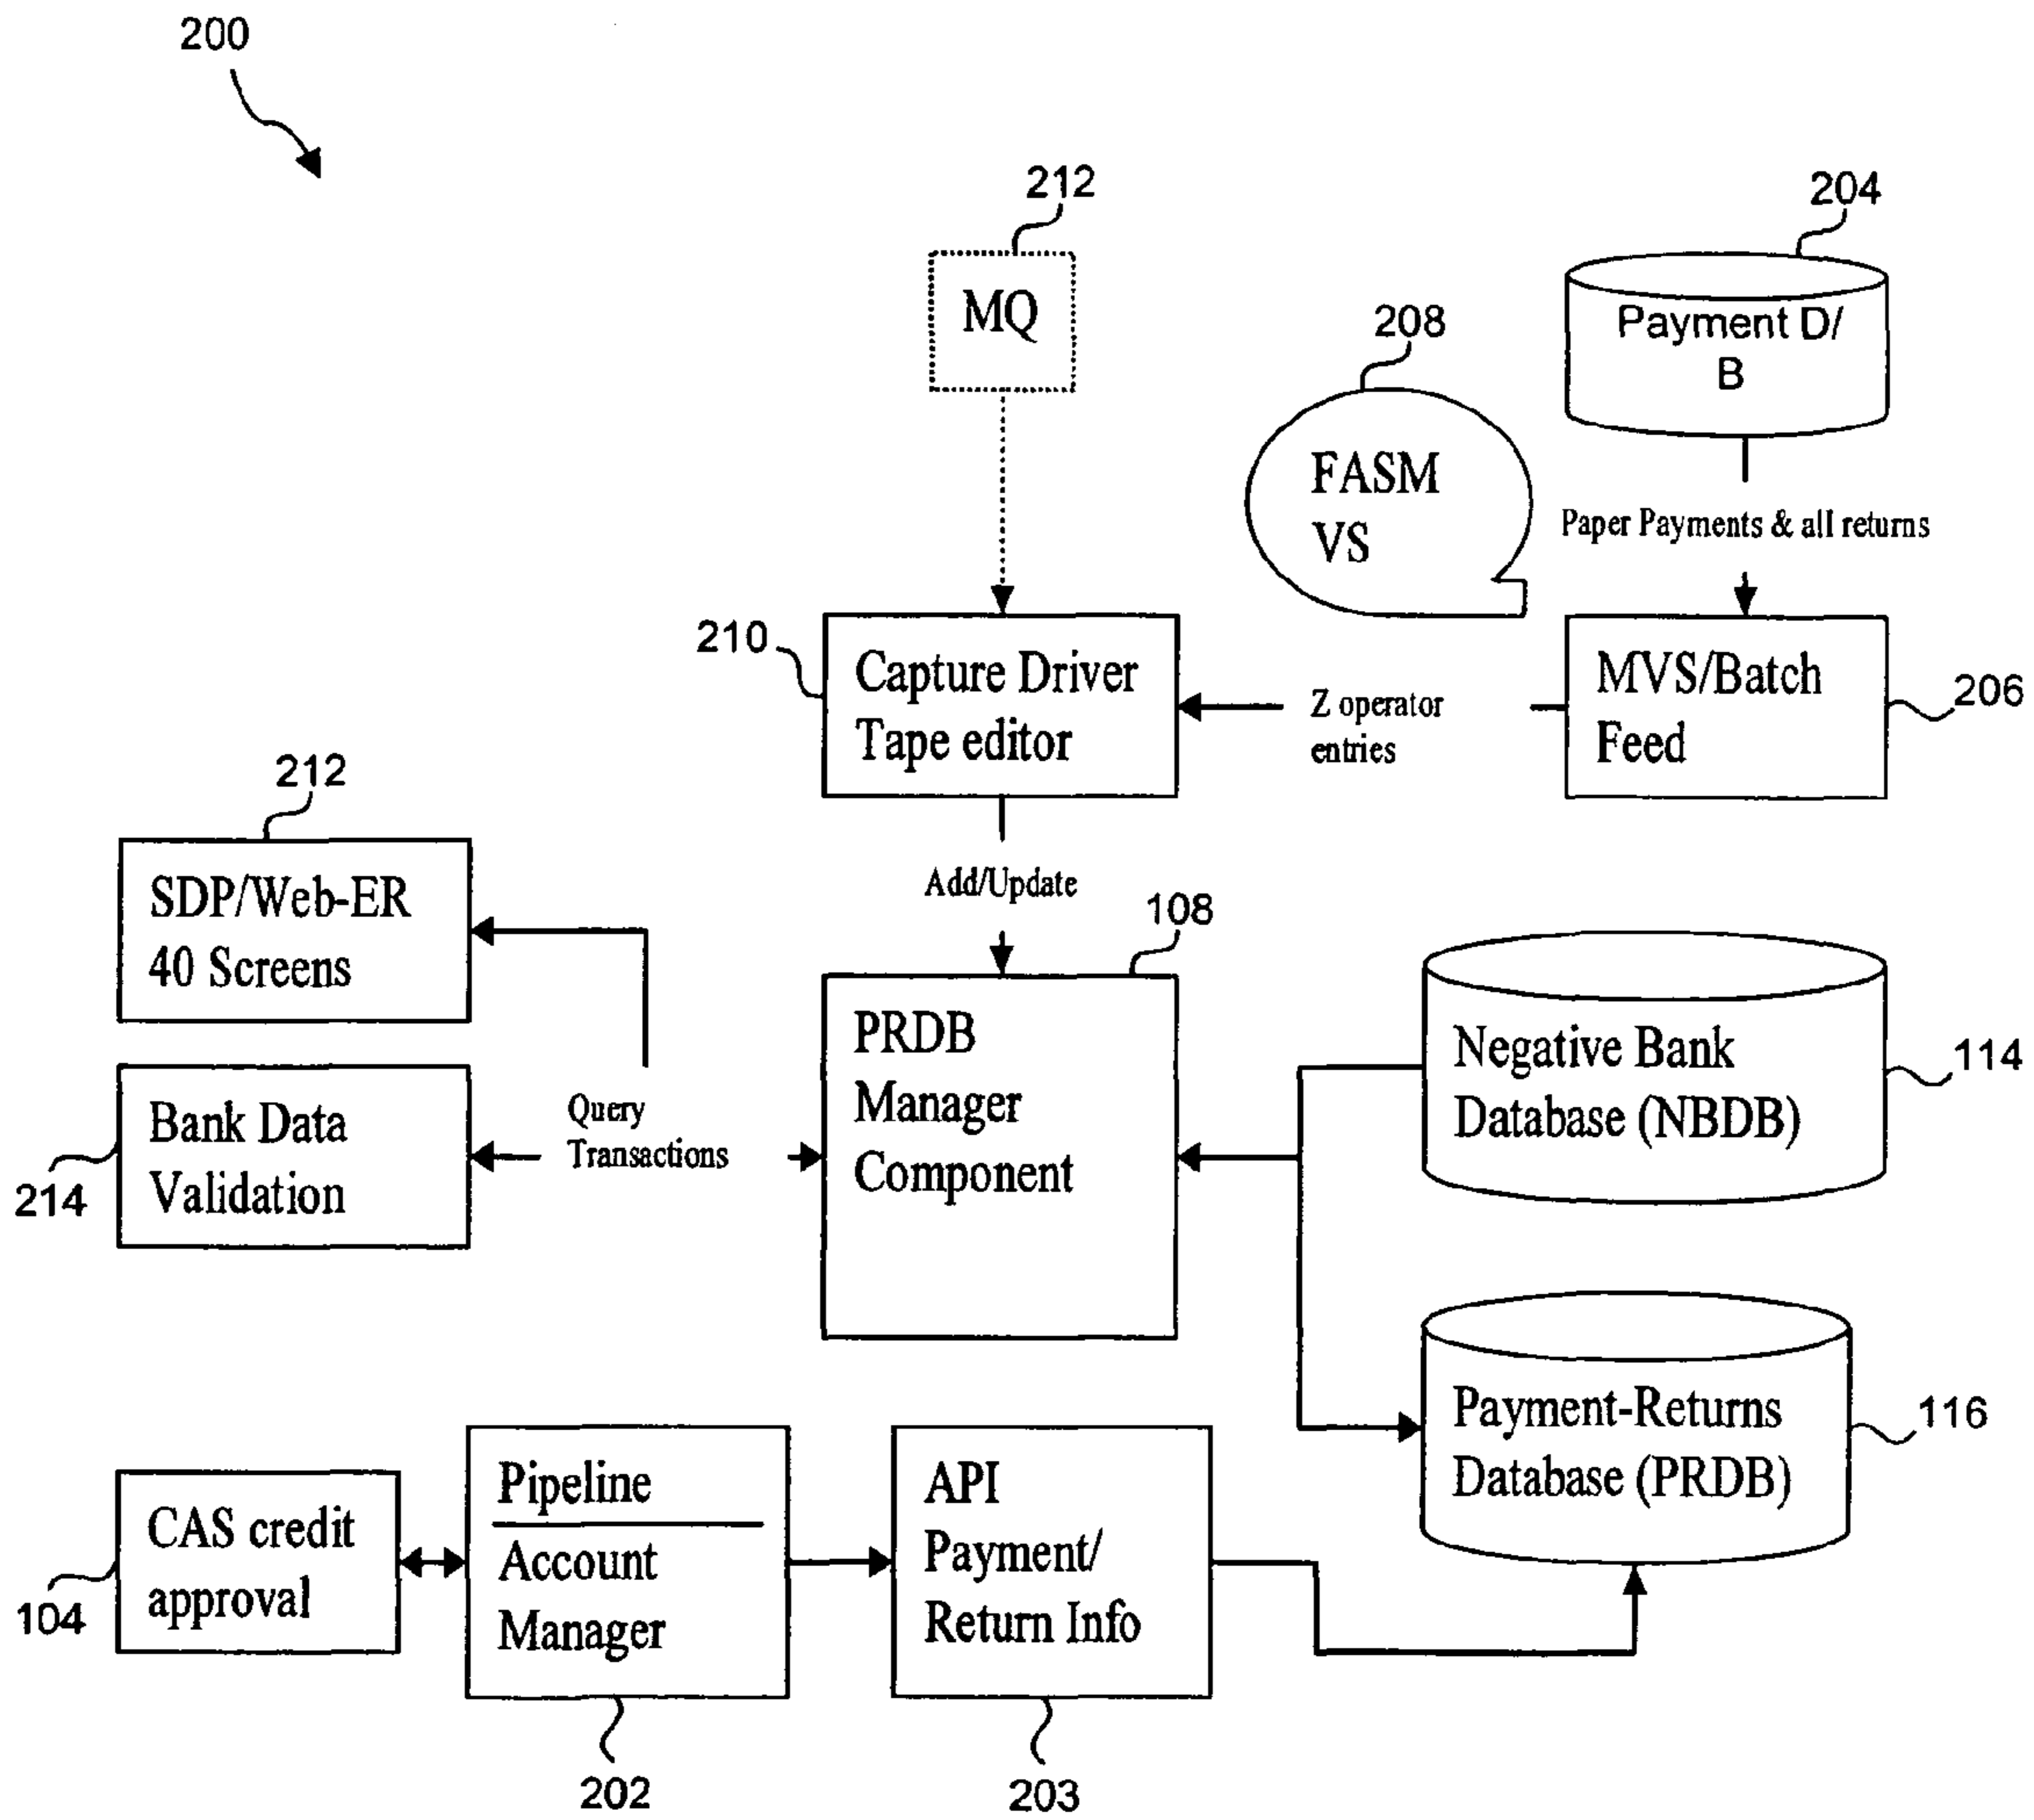 200
212
MQ
204
Payment D/
B
208
FASM
VS
Paper Payments & all returns
210
Capture Driver
Tape editor
Z operator
entries
MVS/Batch
Feed
206
212
SDP/Web-ER
40 Screens
Add/Update
108
PRDB
Manager
Component
Negative Bank
Database (NBDB)
114
Bank Data
Validation
214
Query
Transactions
Payment-Returns
Database (PRDB)
116
CAS credit
approval
104
Pipeline
Account
Manager
202
API
Payment/
Return Info
203